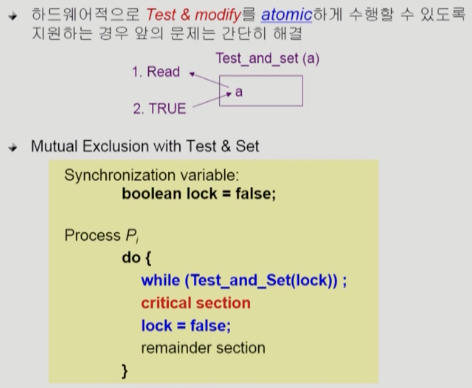 하드웨어적으로 Test & modify를 atomic하게 수행할 수 있도록
지원하는 경우 앞의 문제는 간단히 해결
Test_and_set (a)
1. Read
a
2. TRUE
Mutual Exclusion with Test & Set
Synchronization variable:
boolean lock = false;
Process Pi
do {
while (Test_and_Set(lock)) ;
critical section
lock = false;
remainder section
}